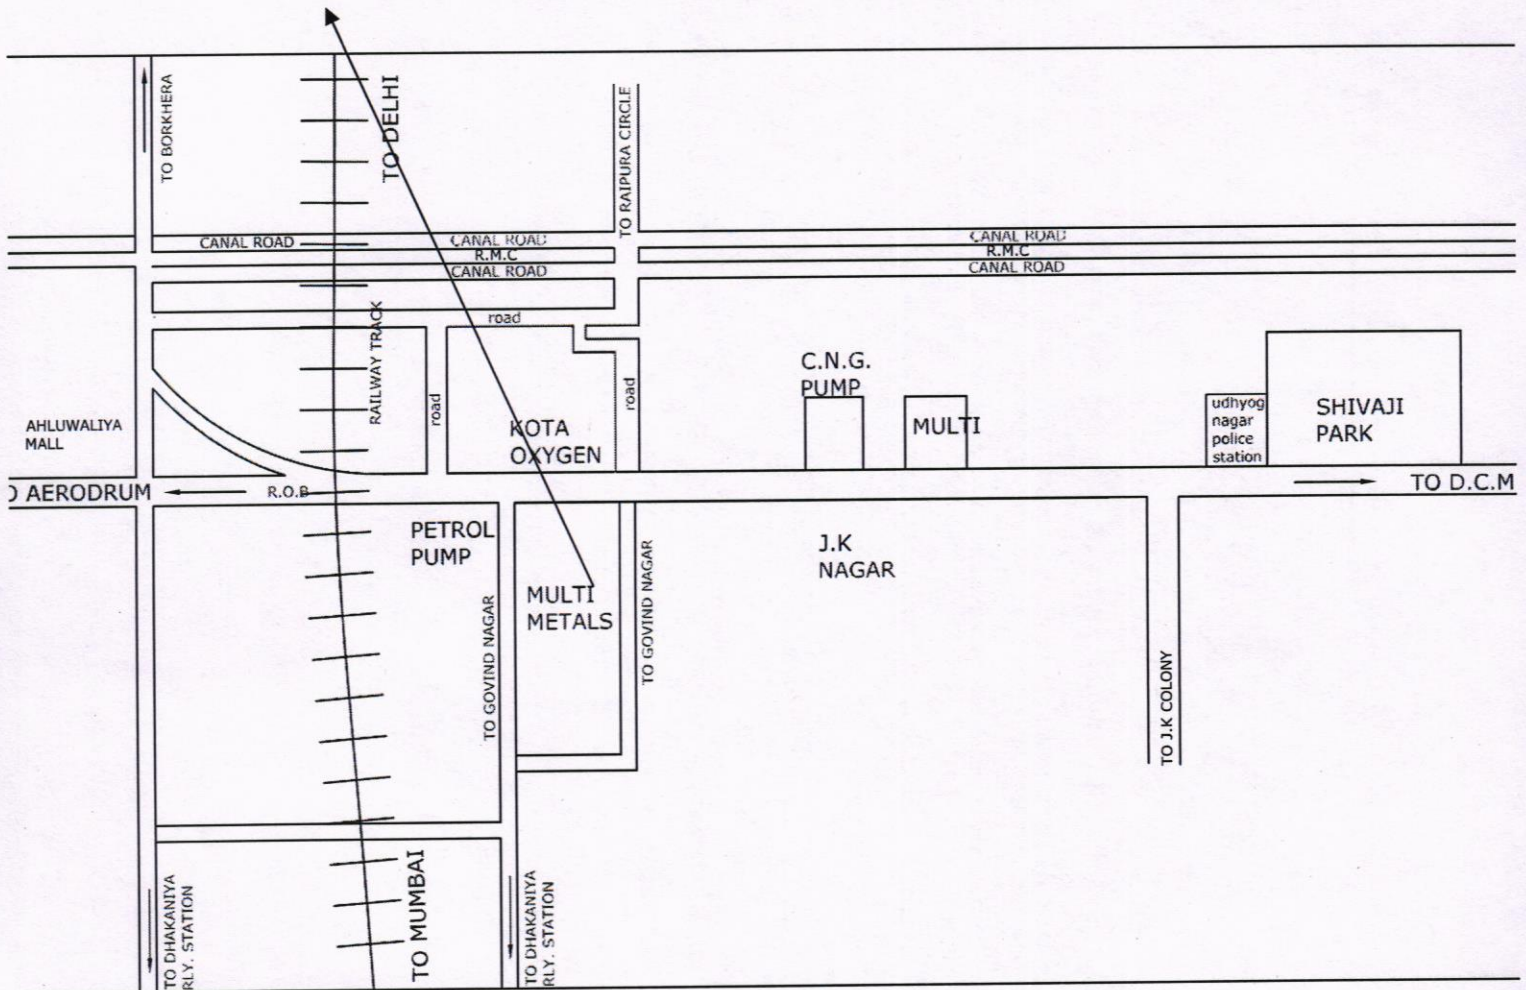 TO BORKHERA
TO DELHI
TO RAIPURA CIRCLE
CANAL ROAD
CANAL ROAD
R.M.C
CANAL ROAD
CANAL ROAD
R.M.C
CANAL ROAD
road
RAILWAY TRACK
road
road
AHLUWALIYA
MALL
KOTA
OXYGEN
C.N.G.
PUMP
MULTI
udhyog
nagar
police
station
SHIVAJI
PARK
O AERODRUM
R.O.B
TO D.C.M
PETROL
PUMP
J.K
NAGAR
TO GOVIND NAGAR
MULTI
METALS
TO GOVIND NAGAR
TO J.K COLONY
TO DHAKANIYA
RLY. STATION
TO MUMBAI
TO DHAKANIYA
RLY. STATION